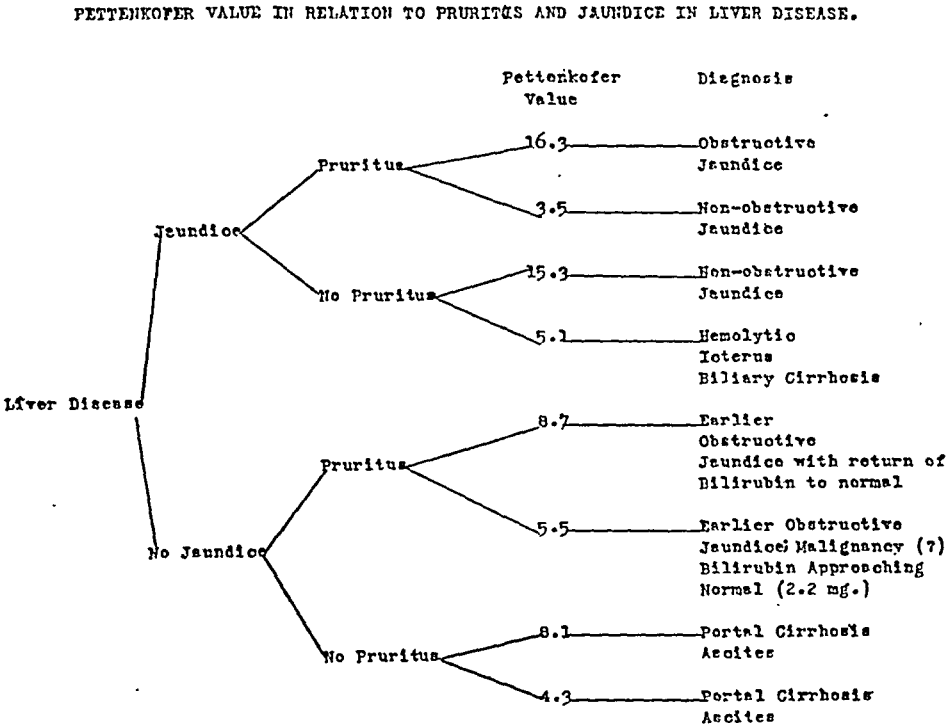 PETTENKOFER VALUE IN RELATION TO PRURITUS AND JAUNDICE IN LIVER DISEASE.
Pettenkofer Diagnosis
Value
16.3 Obstructive
Pruritus Jaundice
3.5 Non-obstructive
Jaundice Jaundice
15.3 Non-obstructive
No Pruritus Jaundice
5.1 Hemolytic
Icterus
Biliary Cirrhosis
Liver Disease
8.7 Earlier
Obstructive
Pruritus Jaundice with return of
Bilirubin to normal
5.5 Earlier Obstructive
No Jaundice Jaundice; Malignancy (?)
Bilirubin Approaching
Normal (2.2 mg.)
8.1 Portal Cirrhosis
No Pruritus Ascites
4.3 Portal Cirrhosis
Ascites